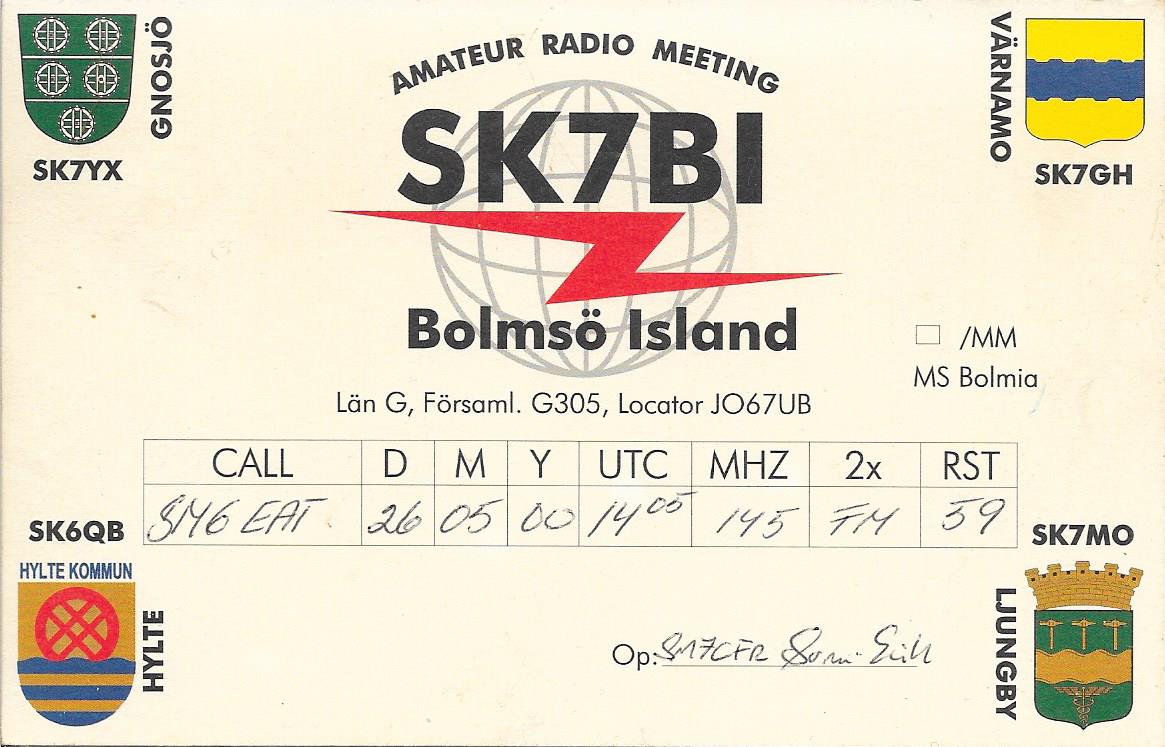 GNOSJÖ
SK7YX
AMATEUR RADIO MEETING
VÄRNAMO
SK7GH
SK7BI
Bolmsö Island
/MM
MS Bolmia
Län G, Församl. G305, Locator JO67UB
CALL D M Y UTC MHZ 2x RST
SM6EAT 26 05 00 14 05 145 FM 59
SK6QB
HYLTE KOMMUN
HYLTE
SK7MO
LJUNGBY
Op: SM7CFR